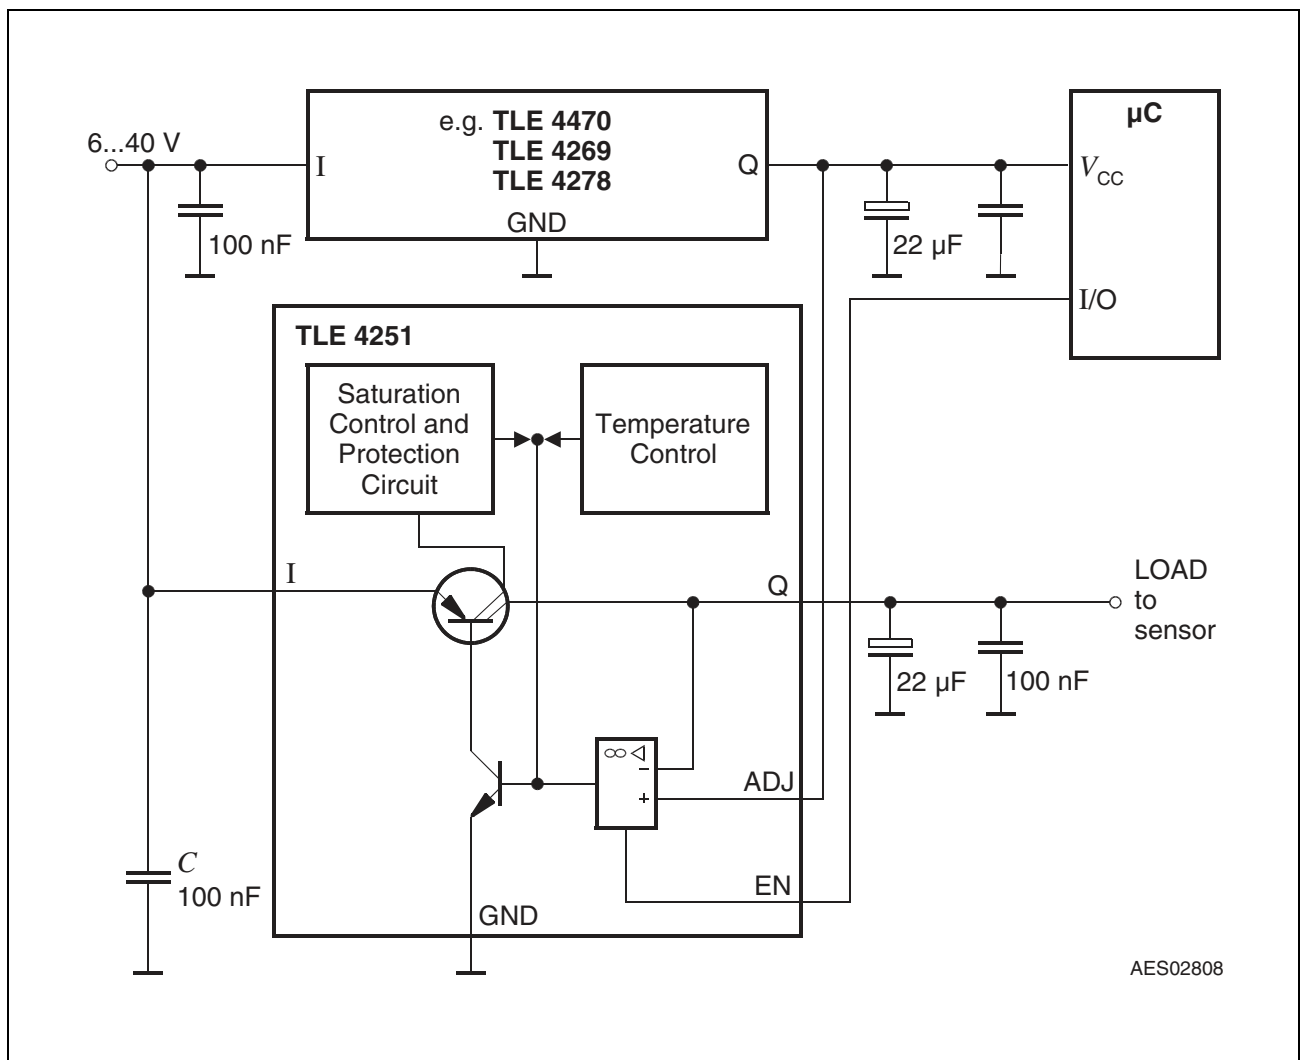 6...40 V
I
e.g. TLE 4470
TLE 4269
TLE 4278
Q
GND
100 nF
µC
VCC
I/O
22 µF
TLE 4251
Saturation
Control and
Protection
Circuit
Temperature
Control
I
Q
LOAD
to
sensor
22 µF
100 nF
∞
−
+
ADJ
EN
GND
C
100 nF
AES02808